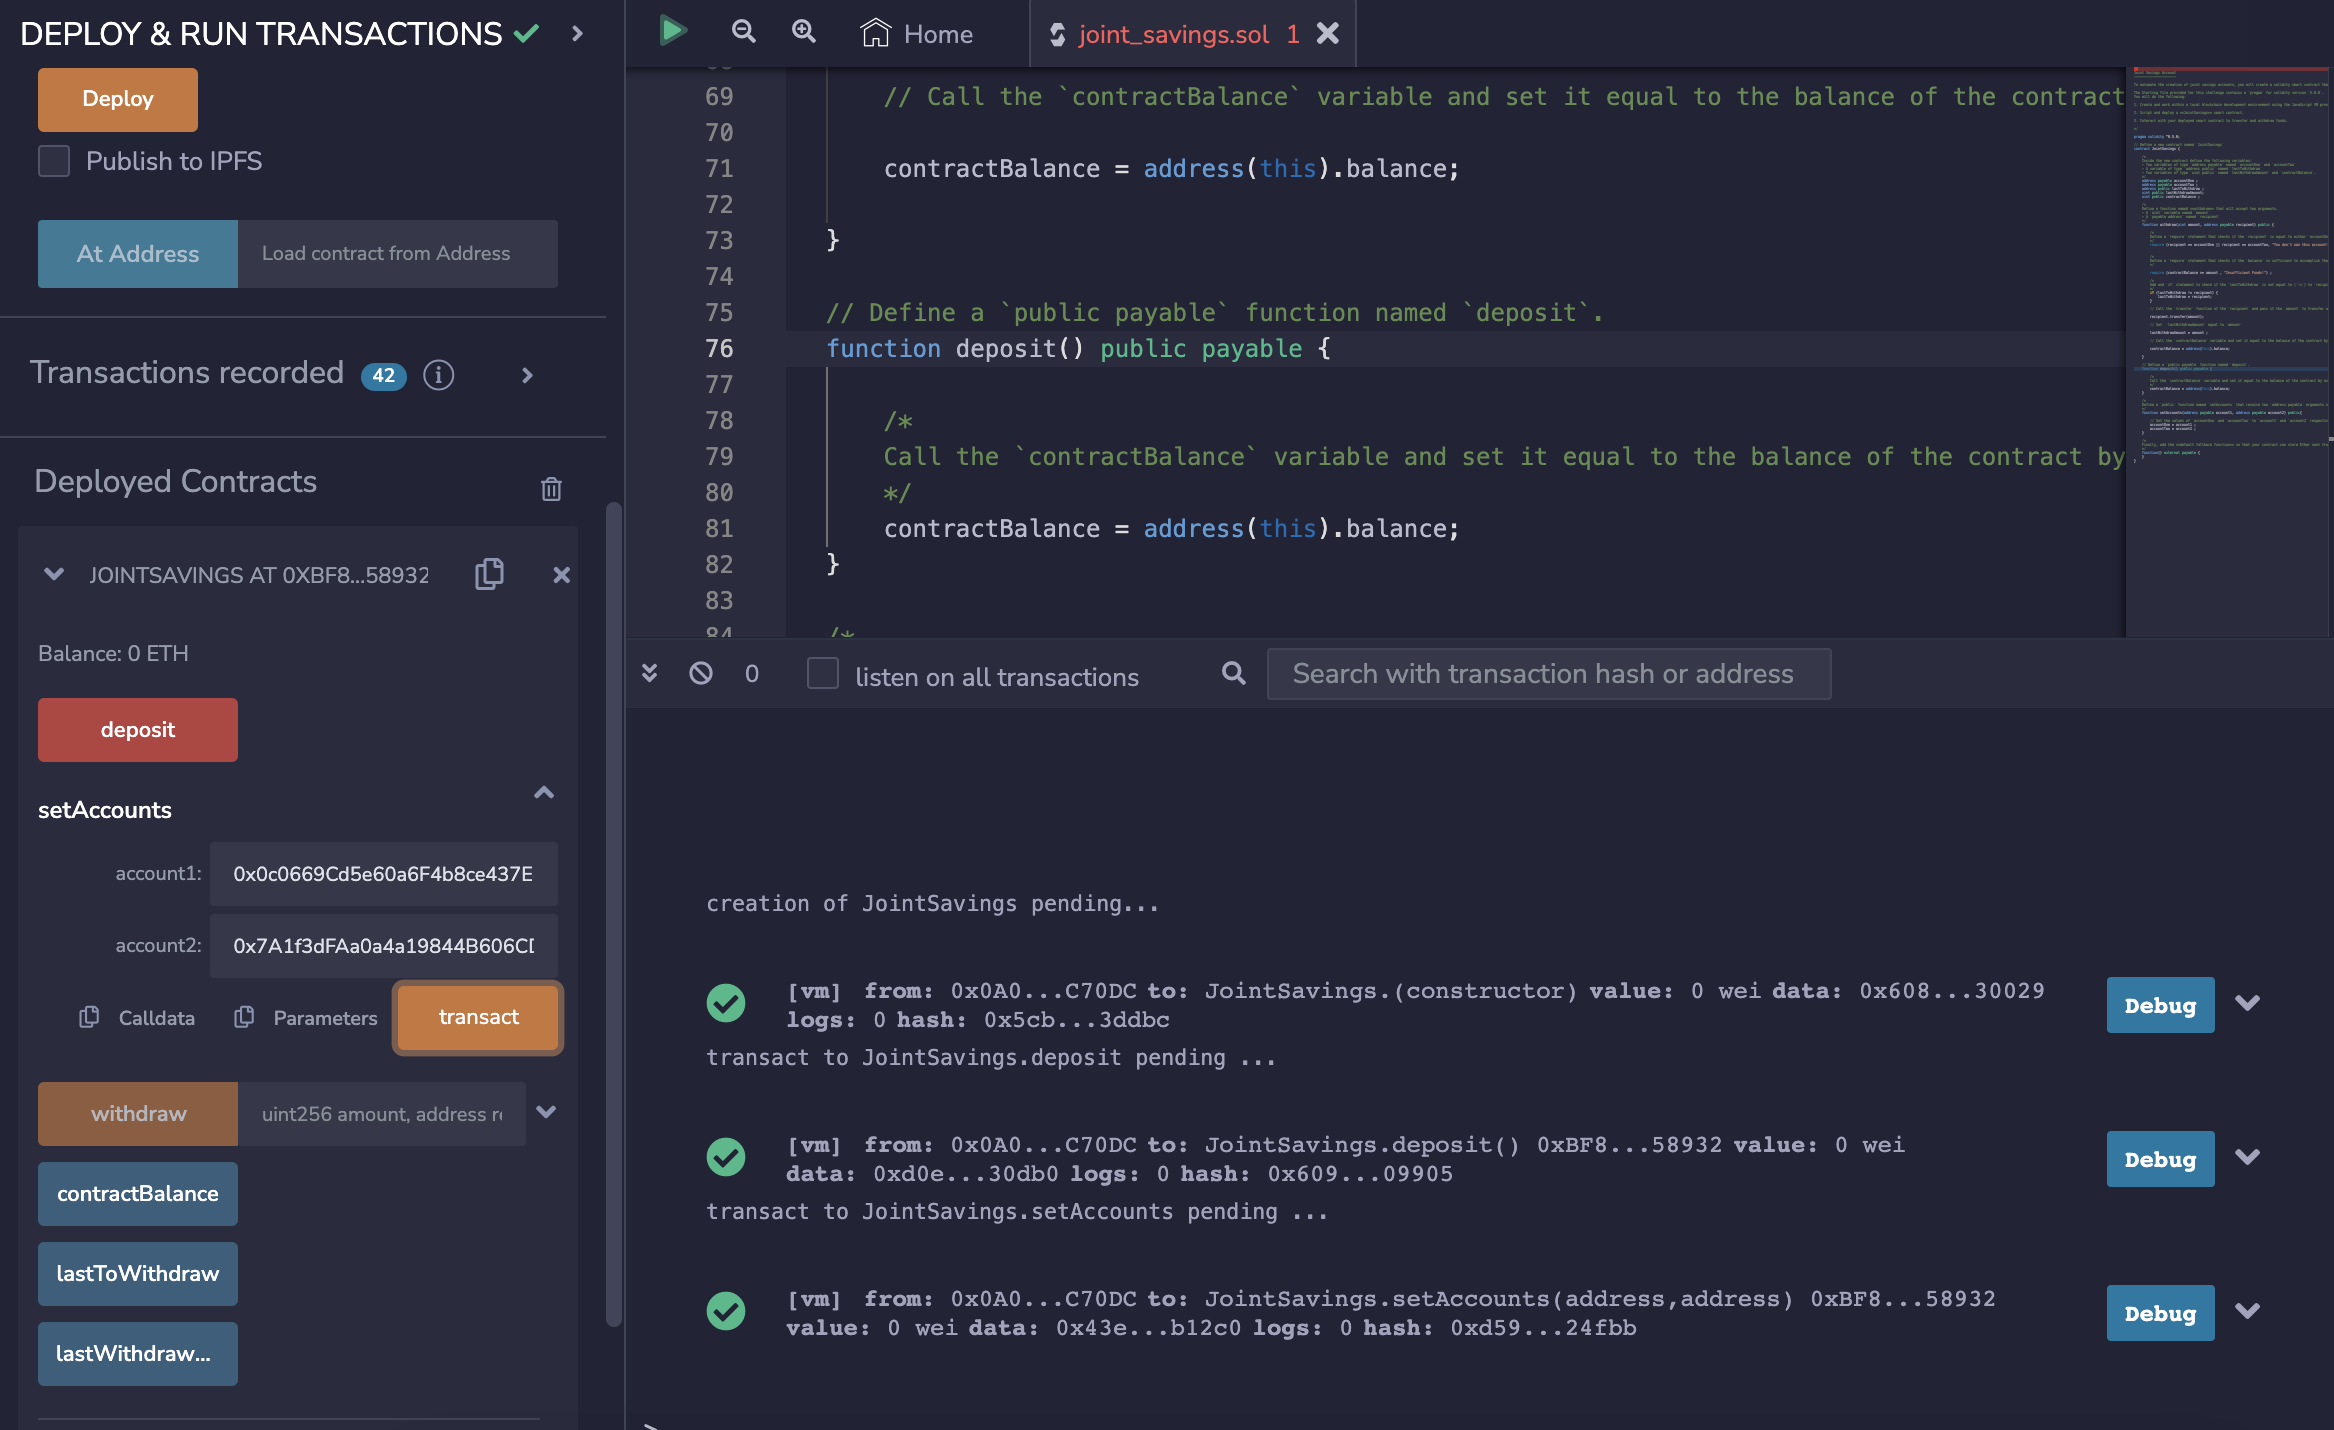 DEPLOY & RUN TRANSACTIONS
Deploy
Publish to IPFS
At Address
Load contract from Address
Transactions recorded 42
Deployed Contracts
JOINTSAVINGS AT 0XBF8...58932
Balance: 0 ETH
deposit
setAccounts
account1: 0x0c0669Cd5e60a6F4b8ce437E
account2: 0x7A1f3dFAa0a4a19844B606C
Calldata
Parameters
transact
withdraw
uint256 amount, address
contractBalance
lastToWithdraw
lastWithdraw...
Home
joint_savings.sol 1
69 // Call the `contractBalance` variable and set it equal to the balance of the contract
70
71 contractBalance = address(this).balance;
72
73 }
74
75 // Define a `public payable` function named `deposit`.
76 function deposit() public payable {
77
78 /*
79 Call the `contractBalance` variable and set it equal to the balance of the contract by
80 */
81 contractBalance = address(this).balance;
82 }
83
84 /*
0
listen on all transactions
Search with transaction hash or address
creation of JointSavings pending...
[vm] from: 0x0A0...C70DC to: JointSavings.(constructor) value: 0 wei data: 0x608...30029
logs: 0 hash: 0x5cb...3ddbc
Debug
transact to JointSavings.deposit pending ...
[vm] from: 0x0A0...C70DC to: JointSavings.deposit() 0xBF8...58932 value: 0 wei
data: 0xd0e...30db0 logs: 0 hash: 0x609...09905
Debug
transact to JointSavings.setAccounts pending ...
[vm] from: 0x0A0...C70DC to: JointSavings.setAccounts(address,address) 0xBF8...58932
value: 0 wei data: 0x43e...b12c0 logs: 0 hash: 0xd59...24fbb
Debug
>